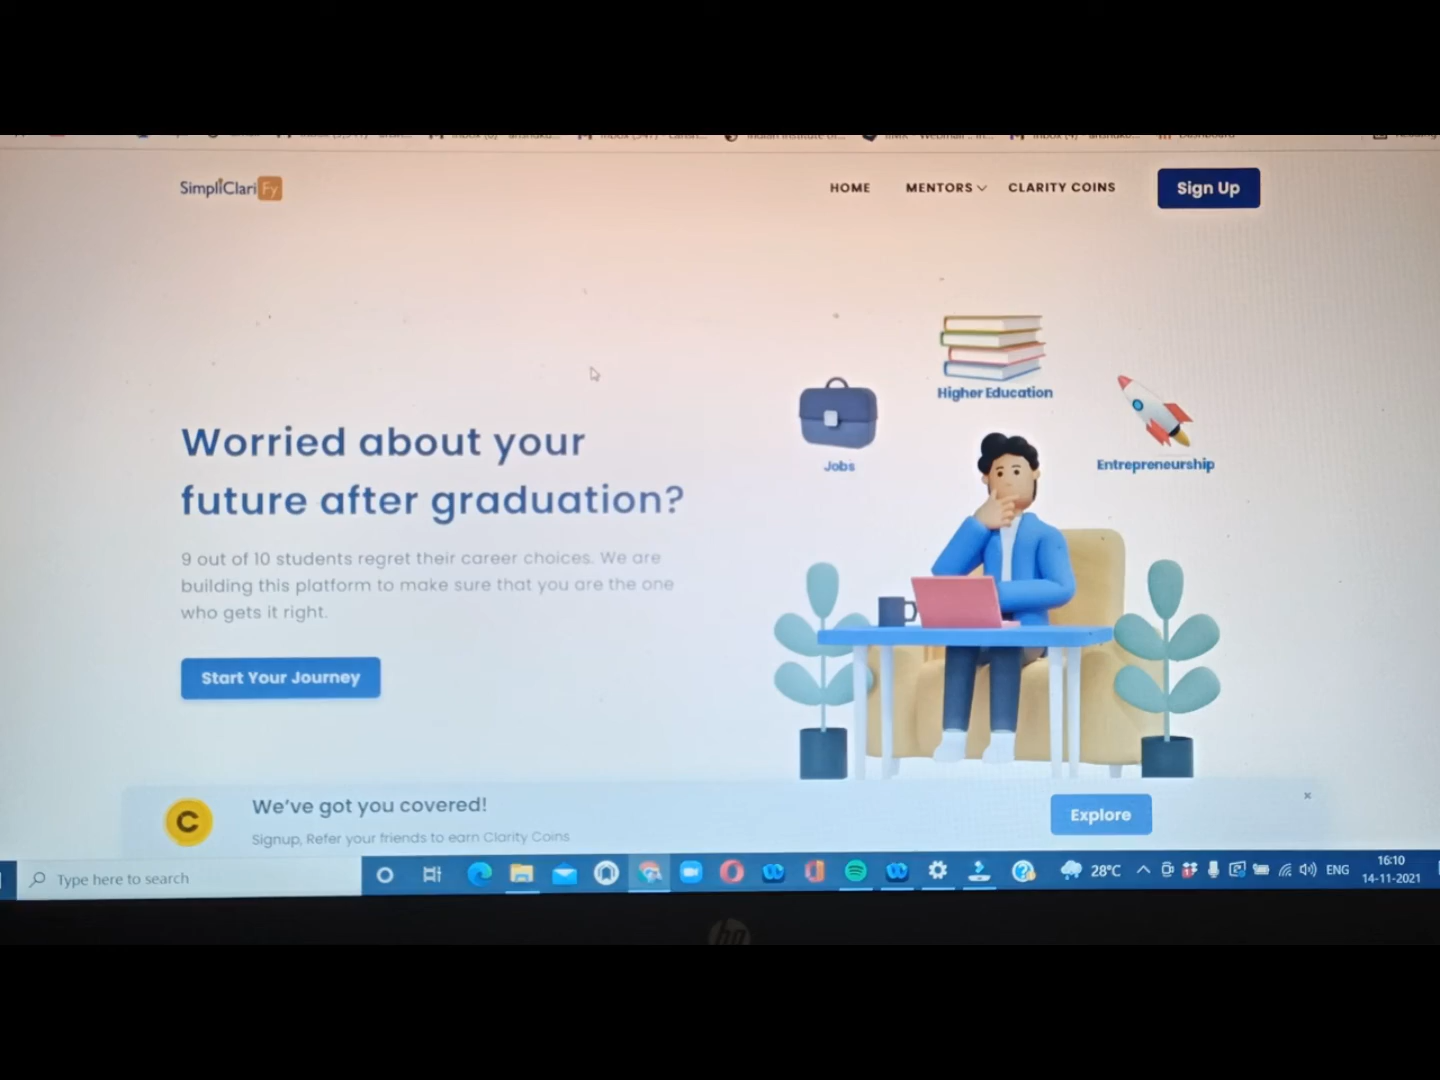 SimpliClariFy
HOME MENTORS CLARITY COINS Sign Up
Higher Education
Jobs
Entrepreneurship
Worried about your
future after graduation?
9 out of 10 students regret their career choices. We are
building this platform to make sure that you are the one
who gets it right.
Start Your Journey
C
We've got you covered!
Signup, Refer your friends to earn Clarity Coins
Explore
Type here to search
28°C
ENG
16:10
14-11-2021
hp